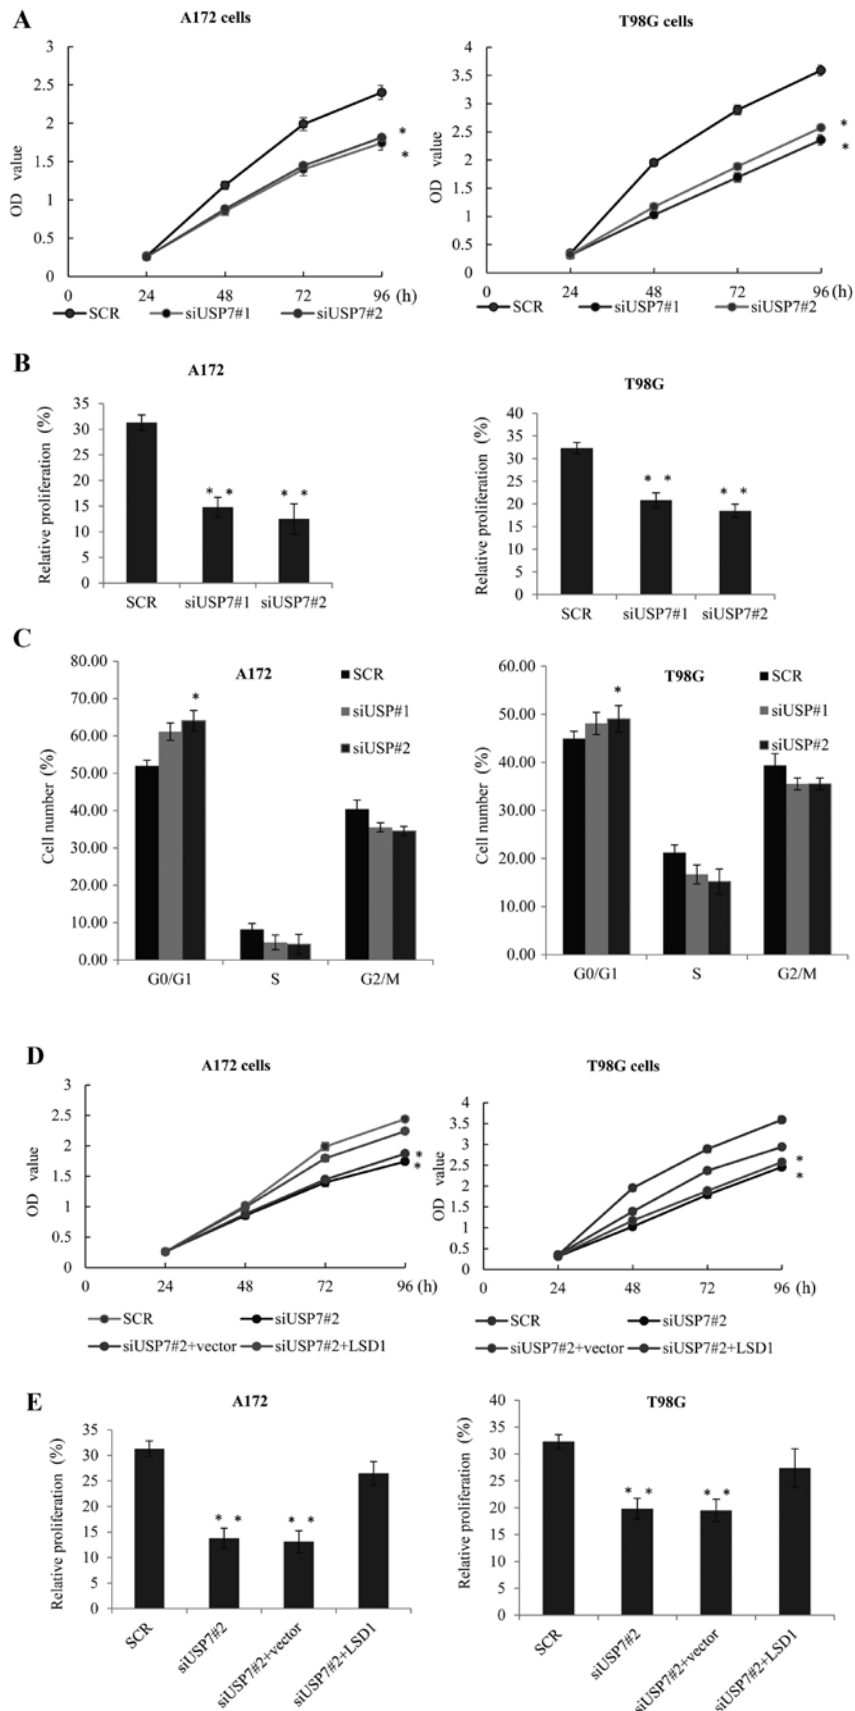 A
A172 cells
T98G cells
OD value
3
2.5
2
1.5
1
0.5
0
0 24 48 72 96 (h)
SCR siUSP7#1 siUSP7#2
*
*
OD value
4
3.5
3
2.5
2
1.5
1
0.5
0
0 24 48 72 96 (h)
SCR siUSP7#1 siUSP7#2
*
*
B
A172
T98G
Relative proliferation (%)
35
30
25
20
15
10
5
0
* *
* *
SCR siUSP7#1 siUSP7#2
Relative proliferation (%)
40
35
30
25
20
15
10
5
0
* *
* *
SCR siUSP7#1 siUSP7#2
C
A172
T98G
Cell number (%)
80.00
70.00
60.00
50.00
40.00
30.00
20.00
10.00
0.00
*
SCR
siUSP#1
siUSP#2
G0/G1 S G2/M
Cell number (%)
60.00
50.00
40.00
30.00
20.00
10.00
0.00
*
SCR
siUSP#1
siUSP#2
G0/G1 S G2/M
D
A172 cells
T98G cells
OD value
3
2.5
2
1.5
1
0.5
0
0 24 48 72 96 (h)
*
*
SCR siUSP7#2
siUSP7#2+vector siUSP7#2+LSD1
OD value
4
3.5
3
2.5
2
1.5
1
0.5
0
0 24 48 72 96 (h)
*
*
SCR siUSP7#2
siUSP7#2+vector siUSP7#2+LSD1
E
A172
T98G
Relative proliferation (%)
35
30
25
20
15
10
5
0
* *
* *
SCR siUSP7#2 siUSP7#2+vector siUSP7#2+LSD1
Relative proliferation (%)
40
35
30
25
20
15
10
5
0
* *
* *
SCR siUSP7#2 siUSP7#2+vector siUSP7#2+LSD1